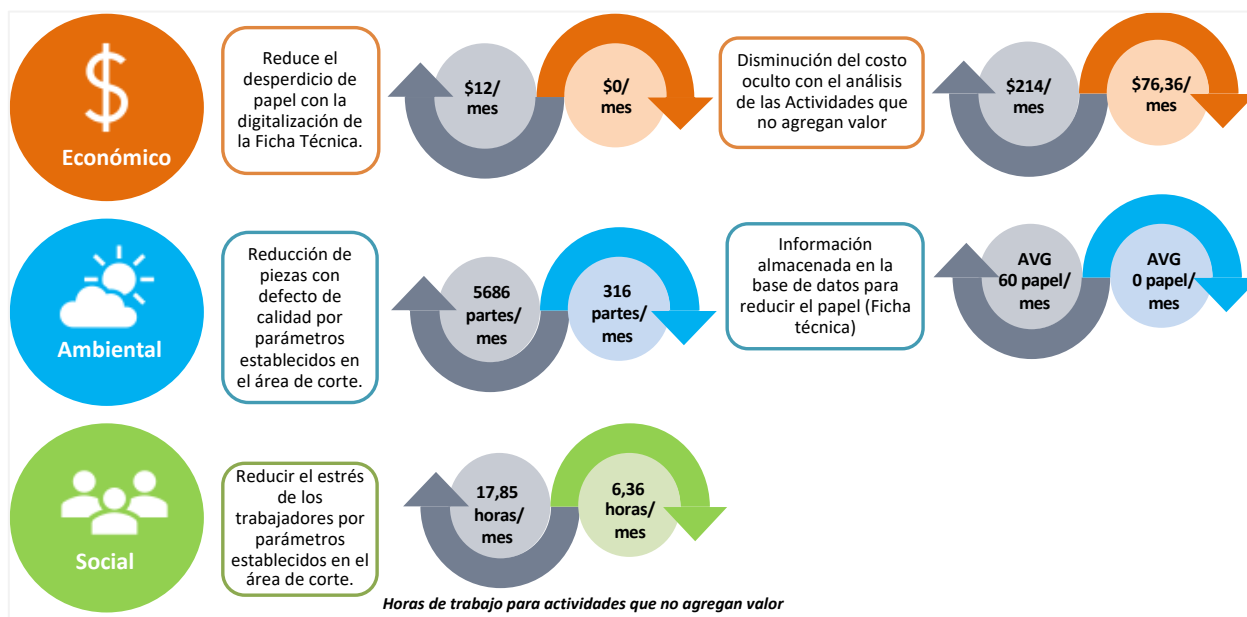 Económico
Reduce el
desperdicio de
papel con la
digitalización de
la Ficha Técnica.
$12/
mes
$0/
mes
Disminución del costo
oculto con el análisis
de las Actividades que
no agregan valor
$214/
mes
$76,36/
mes
Ambiental
Reducción de
piezas con
defecto de
calidad por
parámetros
establecidos en
el área de corte.
5686
partes/
mes
316
partes/
mes
Información
almacenada en la
base de datos para
reducir el papel (Ficha
técnica)
AVG
60 papel/
mes
AVG
0 papel/
mes
Social
Reducir el estrés
de los
trabajadores por
parámetros
establecidos en el
área de corte.
17,85
horas/
mes
6,36
horas/
mes
Horas de trabajo para actividades que no agregan valor